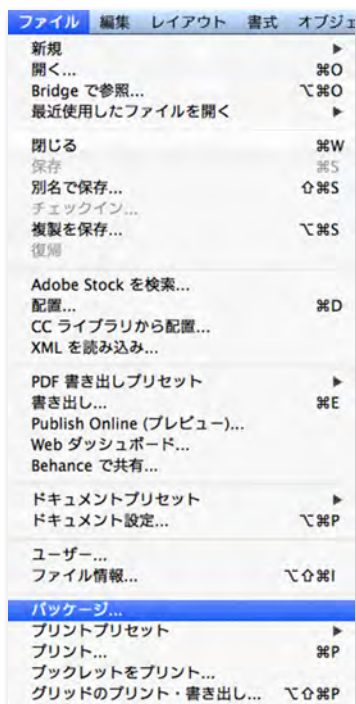 ファイル 編集 レイアウト 書式 オブジェ
新規 ▶
開く... ⌘O
Bridge で参照... ⌥⌘O
最近使用したファイルを開く ▶
閉じる ⌘W
保存 ⌘S
別名で保存... ⇧⌘S
チェックイン...
複製を保存... ⌥⌘S
復帰
Adobe Stock を検索...
配置... ⌘D
CC ライブラリから配置...
XML を読み込み...
PDF 書き出しプリセット ▶
書き出し... ⌘E
Publish Online (プレビュー)...
Web ダッシュボード...
Behance で共有...
ドキュメントプリセット ▶
ドキュメント設定... ⌥⌘P
ユーザー...
ファイル情報... ⌥⇧⌘I
パッケージ...
プリントプリセット ▶
プリント... ⌘P
ブックレットをプリント...
グリッドのプリント・書き出し... ⌥⇧⌘P